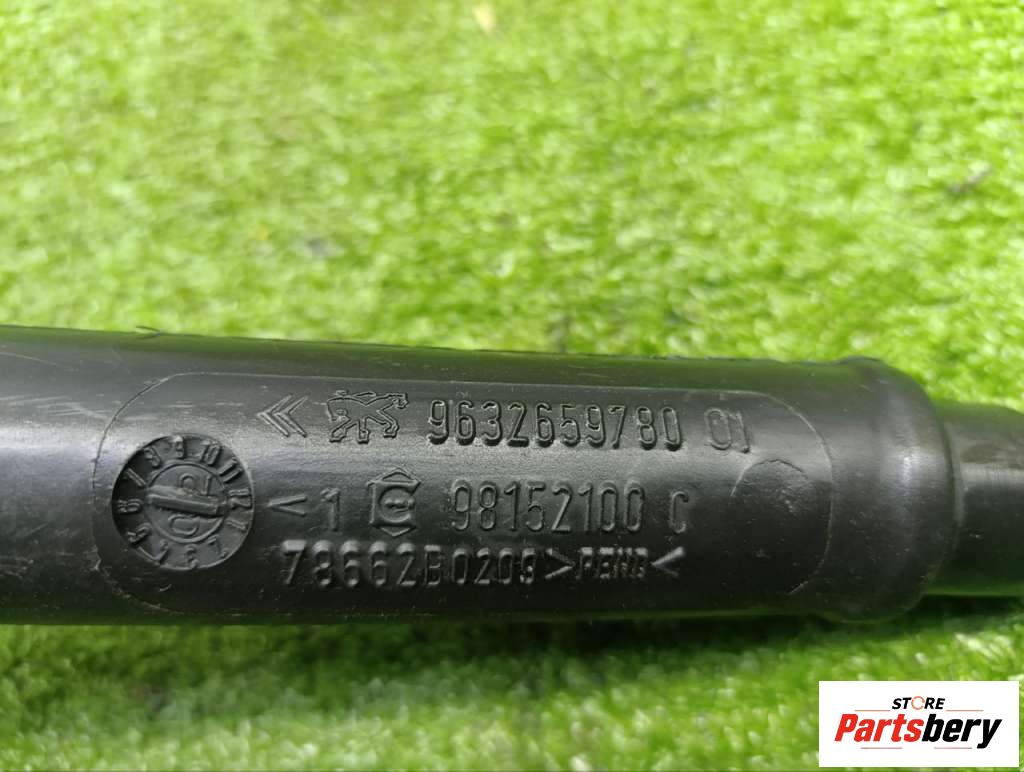 9632659780 01
<1 98152100 C
78662B0209 >PEHD<
STORE
Partsbery